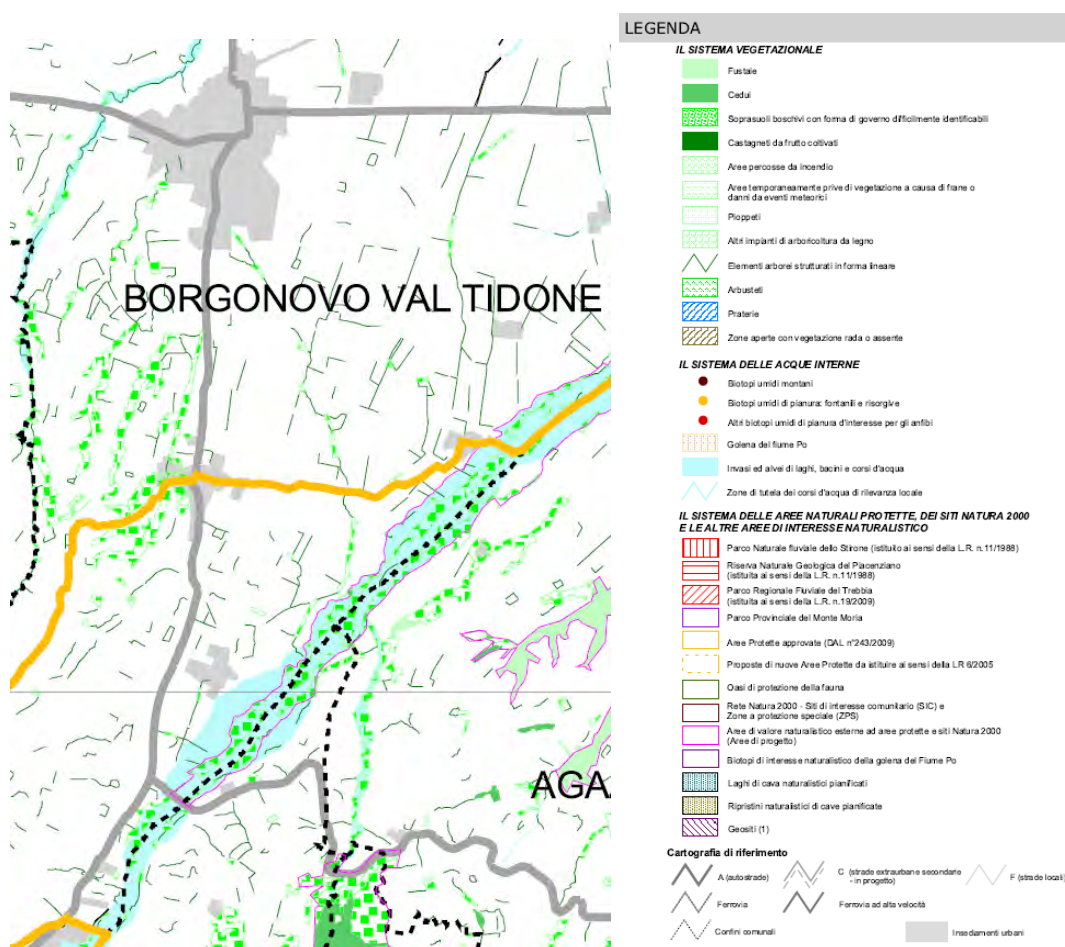 BORGONOVO VAL TIDONE
AGA
LEGENDA
IL SISTEMA VEGETAZIONALE
Fustaie
Cedui
Soprasuoli boschivi con forma di governo difficilmente identificabili
Castagneti da frutto coltivati
Aree percosse da incendio
Aree temporaneamente prive di vegetazione a causa di frane o
danni da eventi meteorici
Pioppeti
Altri impianti di arboricoltura da legno
Elementi arborei strutturati in forma lineare
Arbusteti
Praterie
Zone aperte con vegetazione rada o assente
IL SISTEMA DELLE ACQUE INTERNE
Biotopi umidi montani
Biotopi umidi di pianura: fontanili e risorgive
Altri biotopi umidi di pianura d'interesse per gli anfibi
Golena del fiume Po
Invasi ed alvei di laghi, bacini e corsi d'acqua
Zone di tutela dei corsi d'acqua di rilevanza locale
IL SISTEMA DELLE AREE NATURALI PROTETTE, DEI SITI NATURA 2000
E LE ALTRE AREE DI INTERESSE NATURALISTICO
Parco Naturale fluviale dello Stirone (istituito ai sensi della L.R. n.11/1988)
Riserva Naturale Geologica del Piacenziano
(istituita ai sensi della L.R. n.11/1988)
Parco Regionale Fluviale del Trebbia
(istituita ai sensi della L.R. n.19/2009)
Parco Provinciale del Monte Moria
Aree Protette approvate (DAL n°243/2009)
Proposte di nuove Aree Protette da istituire ai sensi della LR 6/2005
Oasi di protezione della fauna
Rete Natura 2000 - Siti di interesse comunitario (SIC) e
Zone a protezione speciale (ZPS)
Aree di valore naturalistico esterne ad aree protette e siti Natura 2000
(Aree di progetto)
Biotopi di interesse naturalistico della golena del Fiume Po
Laghi di cava naturalistici pianificati
Ripristini naturalistici di cave pianificate
Geositi (1)
Cartografia di riferimento
A (autostrade)
C (strade extraurbane secondarie
- in progetto)
F (strade locali)
Ferrovia
Ferrovia ad alta velocità
Confini comunali
Insediamenti urbani